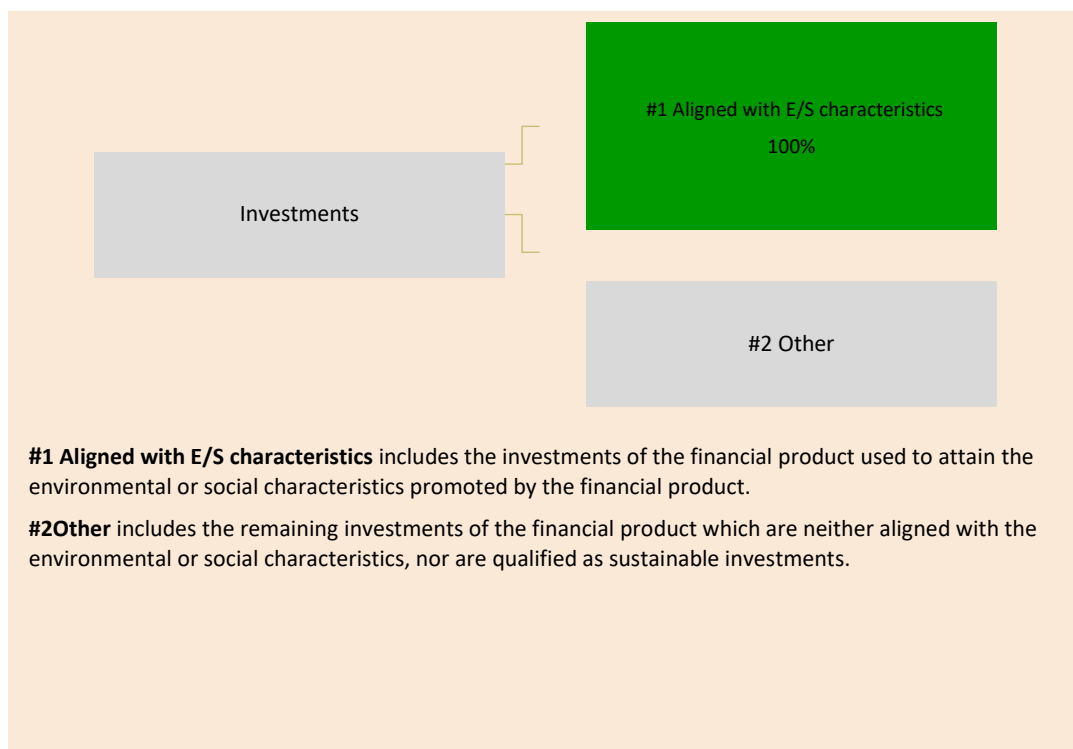 #1 Aligned with E/S characteristics
100%
Investments
#2 Other
#1 Aligned with E/S characteristics includes the investments of the financial product used to attain the
environmental or social characteristics promoted by the financial product.
#2Other includes the remaining investments of the financial product which are neither aligned with the
environmental or social characteristics, nor are qualified as sustainable investments.